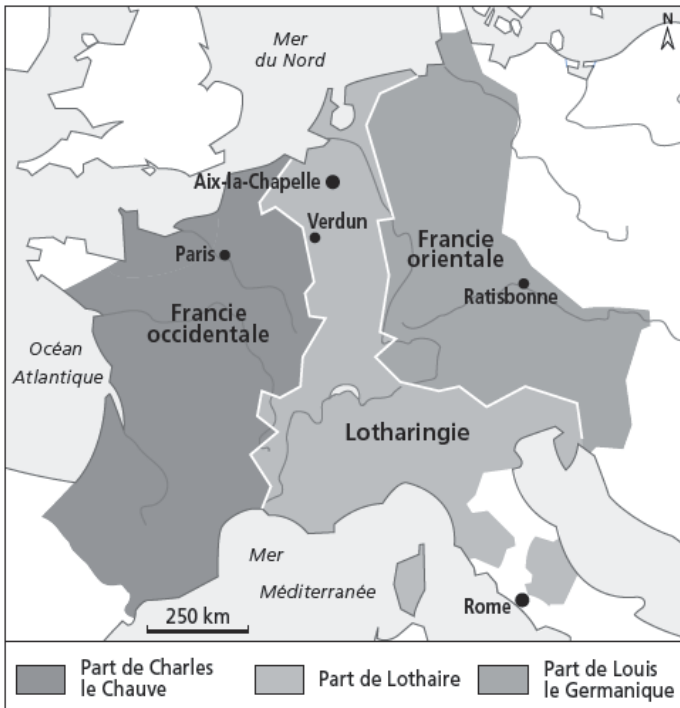 N
Mer
du Nord
Aix-la-Chapelle
Verdun
Paris
Francie
orientale
Ratisbonne
Francie
occidentale
Océan
Atlantique
Lotharingie
Mer
Méditerranée
Rome
250 km
Part de Charles
le Chauve
Part de Lothaire
Part de Louis
le Germanique